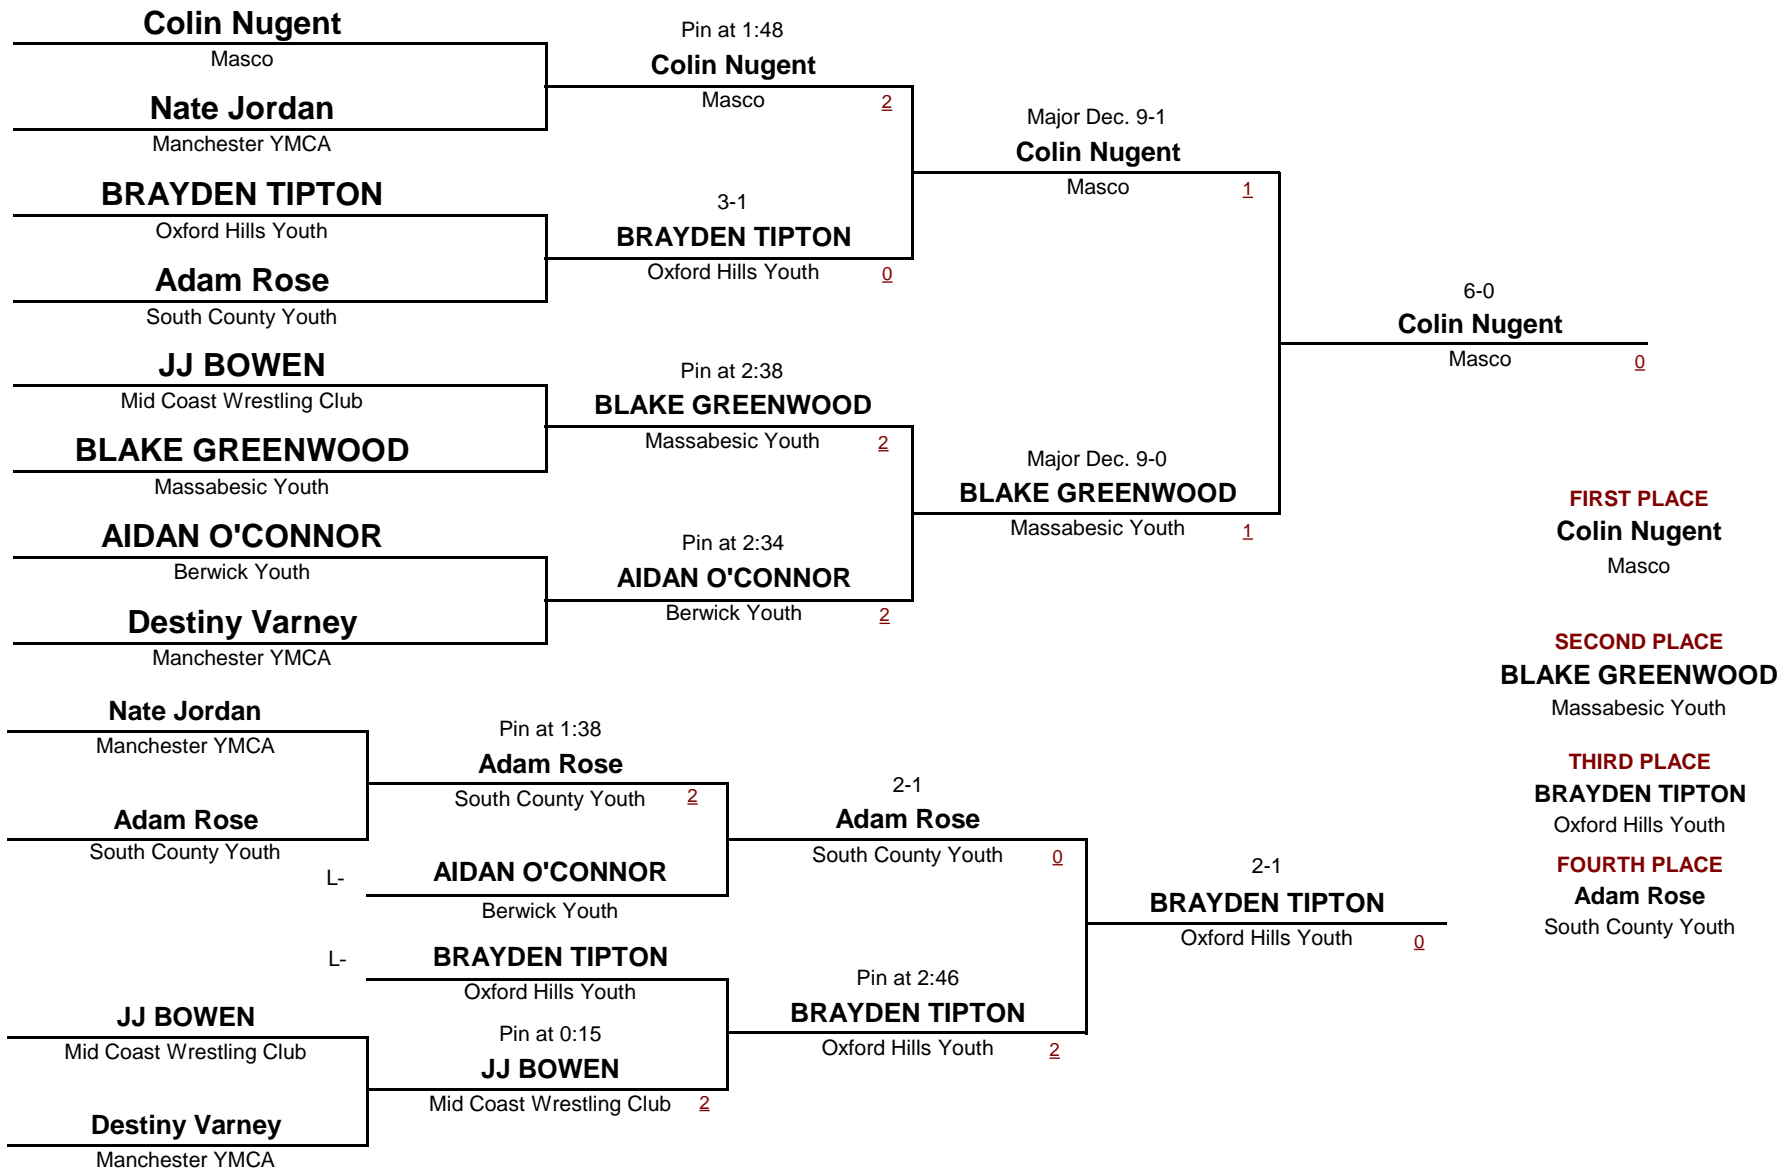 Colin Nugent
Masco
Nate Jordan
Manchester YMCA
BRAYDEN TIPTON
Oxford Hills Youth
Adam Rose
South County Youth
JJ BOWEN
Mid Coast Wrestling Club
BLAKE GREENWOOD
Massabesic Youth
AIDAN O'CONNOR
Berwick Youth
Destiny Varney
Manchester YMCA
Pin at 1:48
Colin Nugent
Masco 2
3-1
BRAYDEN TIPTON
Oxford Hills Youth 0
Pin at 2:38
BLAKE GREENWOOD
Massabesic Youth 2
Pin at 2:34
AIDAN O'CONNOR
Berwick Youth 2
Major Dec. 9-1
Colin Nugent
Masco 1
Major Dec. 9-0
BLAKE GREENWOOD
Massabesic Youth 1
6-0
Colin Nugent
Masco 0
FIRST PLACE
Colin Nugent
Masco
SECOND PLACE
BLAKE GREENWOOD
Massabesic Youth
THIRD PLACE
BRAYDEN TIPTON
Oxford Hills Youth
FOURTH PLACE
Adam Rose
South County Youth
Nate Jordan
Manchester YMCA
Adam Rose
South County Youth
JJ BOWEN
Mid Coast Wrestling Club
Destiny Varney
Manchester YMCA
Pin at 1:38
Adam Rose
South County Youth 2
L- AIDAN O'CONNOR
Berwick Youth
L- BRAYDEN TIPTON
Oxford Hills Youth
Pin at 0:15
JJ BOWEN
Mid Coast Wrestling Club 2
2-1
Adam Rose
South County Youth 0
Pin at 2:46
BRAYDEN TIPTON
Oxford Hills Youth 2
2-1
BRAYDEN TIPTON
Oxford Hills Youth 0